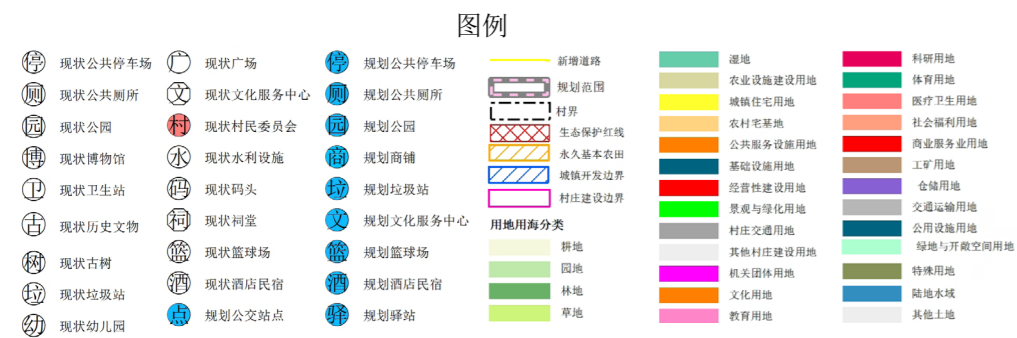 图例
停 现状公共停车场
厕 现状公共厕所
园 现状公园
博 现状博物馆
卫 现状卫生站
古 现状历史文物
树 现状古树
垃 现状垃圾站
幼 现状幼儿园
广 现状广场
文 现状文化服务中心
村 现状村民委员会
水 现状水利设施
码 现状码头
祠 现状祠堂
篮 现状篮球场
酒 现状酒店民宿
点 规划公交站点
停 规划公共停车场
厕 规划公共厕所
园 规划公园
商 规划商铺
垃 规划垃圾站
文 规划文化服务中心
篮 规划篮球场
酒 规划酒店民宿
驿 规划驿站
新增道路
规划范围
村界
生态保护红线
永久基本农田
城镇开发边界
村庄建设边界
用地用海分类
耕地
园地
林地
草地
湿地
农业设施建设用地
城镇住宅用地
农村宅基地
公共服务设施用地
基础设施用地
经营性建设用地
景观与绿化用地
村庄交通用地
其他村庄建设用地
机关团体用地
文化用地
教育用地
科研用地
体育用地
医疗卫生用地
社会福利用地
商业服务业用地
工矿用地
仓储用地
交通运输用地
公用设施用地
绿地与开敞空间用地
特殊用地
陆地水域
其他土地